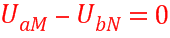 U_{aM} – U_{bN} = 0